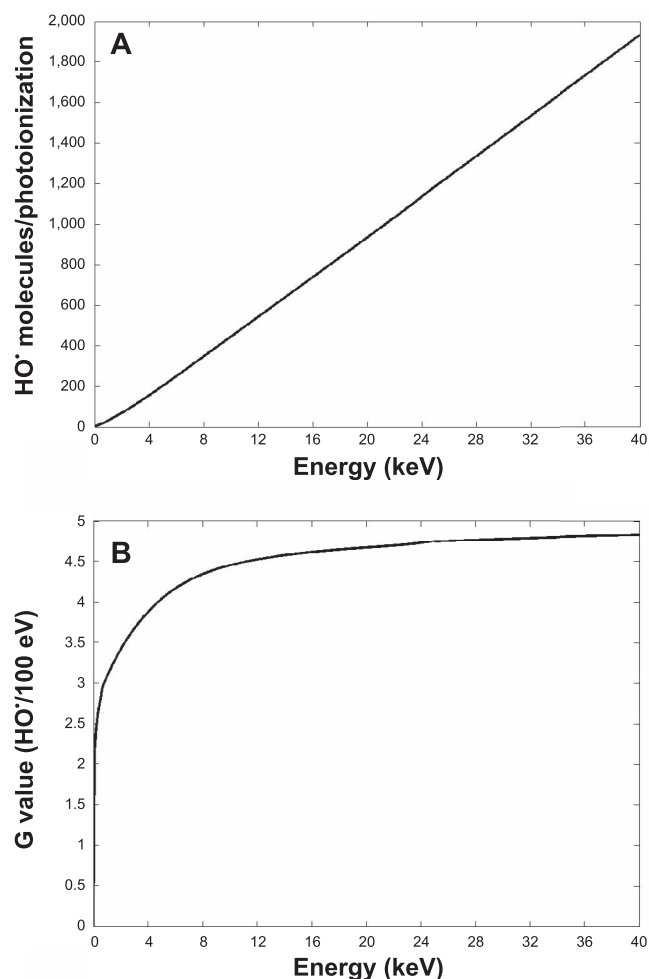 A
HO• molecules/photoionization
2,000
1,800
1,600
1,400
1,200
1,000
800
600
400
200
0
0 4 8 12 16 20 24 28 32 36 40
Energy (keV)
B
G value (HO•/100 eV)
5
4.5
4
3.5
3
2.5
2
1.5
1
0.5
0
0 4 8 12 16 20 24 28 32 36 40
Energy (keV)